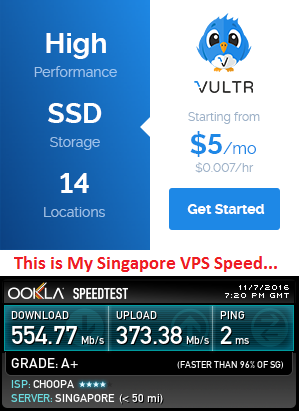 High
Performance
SSD
Storage
14
Locations
VULTR
Starting from
$5/mo
$0.007/hr
Get Started
This is My Singapore VPS Speed...
OOKLA SPEEDTEST
11/7/2016
7:20 PM GMT
DOWNLOAD
554.77 Mb/s
UPLOAD
373.38 Mb/s
PING
2 ms
GRADE: A+
(FASTER THAN 96% OF SG)
ISP: CHOOPA ★★★★
SERVER: SINGAPORE (< 50 mi)